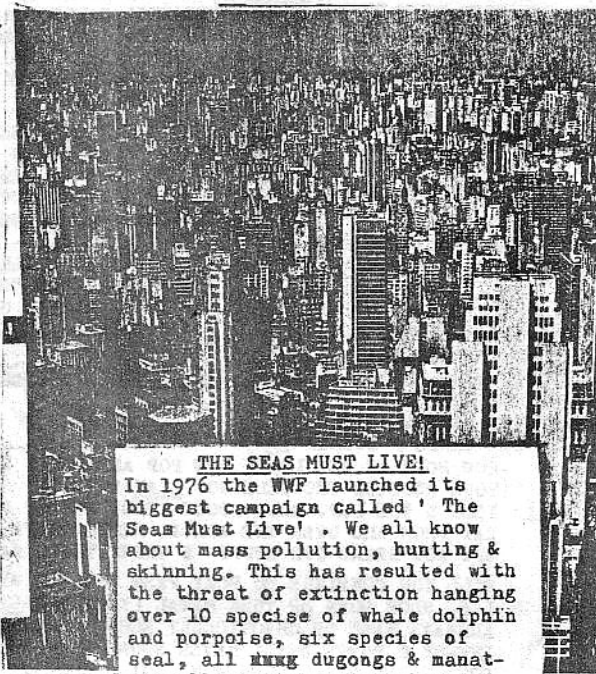 THE SEAS MUST LIVE!
In 1976 the WWF launched its
biggest campaign called ' The
Seas Must Live' . We all know
about mass pollution, hunting &
skinning. This has resulted with
the threat of extinction hanging
over 10 specise of whale dolphin
and porpoise, six species of
seal, all dugongs & manat-